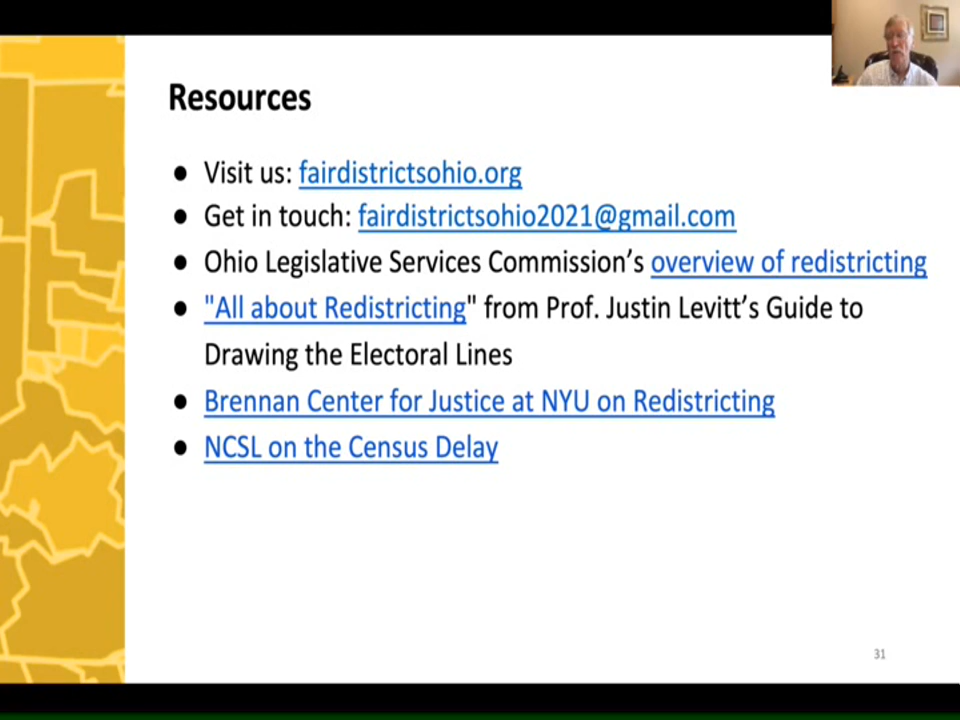 Resources
● Visit us: fairdistrictsohio.org
● Get in touch: fairdistrictsohio2021@gmail.com
● Ohio Legislative Services Commission’s overview of redistricting
● "All about Redistricting" from Prof. Justin Levitt’s Guide to
Drawing the Electoral Lines
● Brennan Center for Justice at NYU on Redistricting
● NCSL on the Census Delay
31